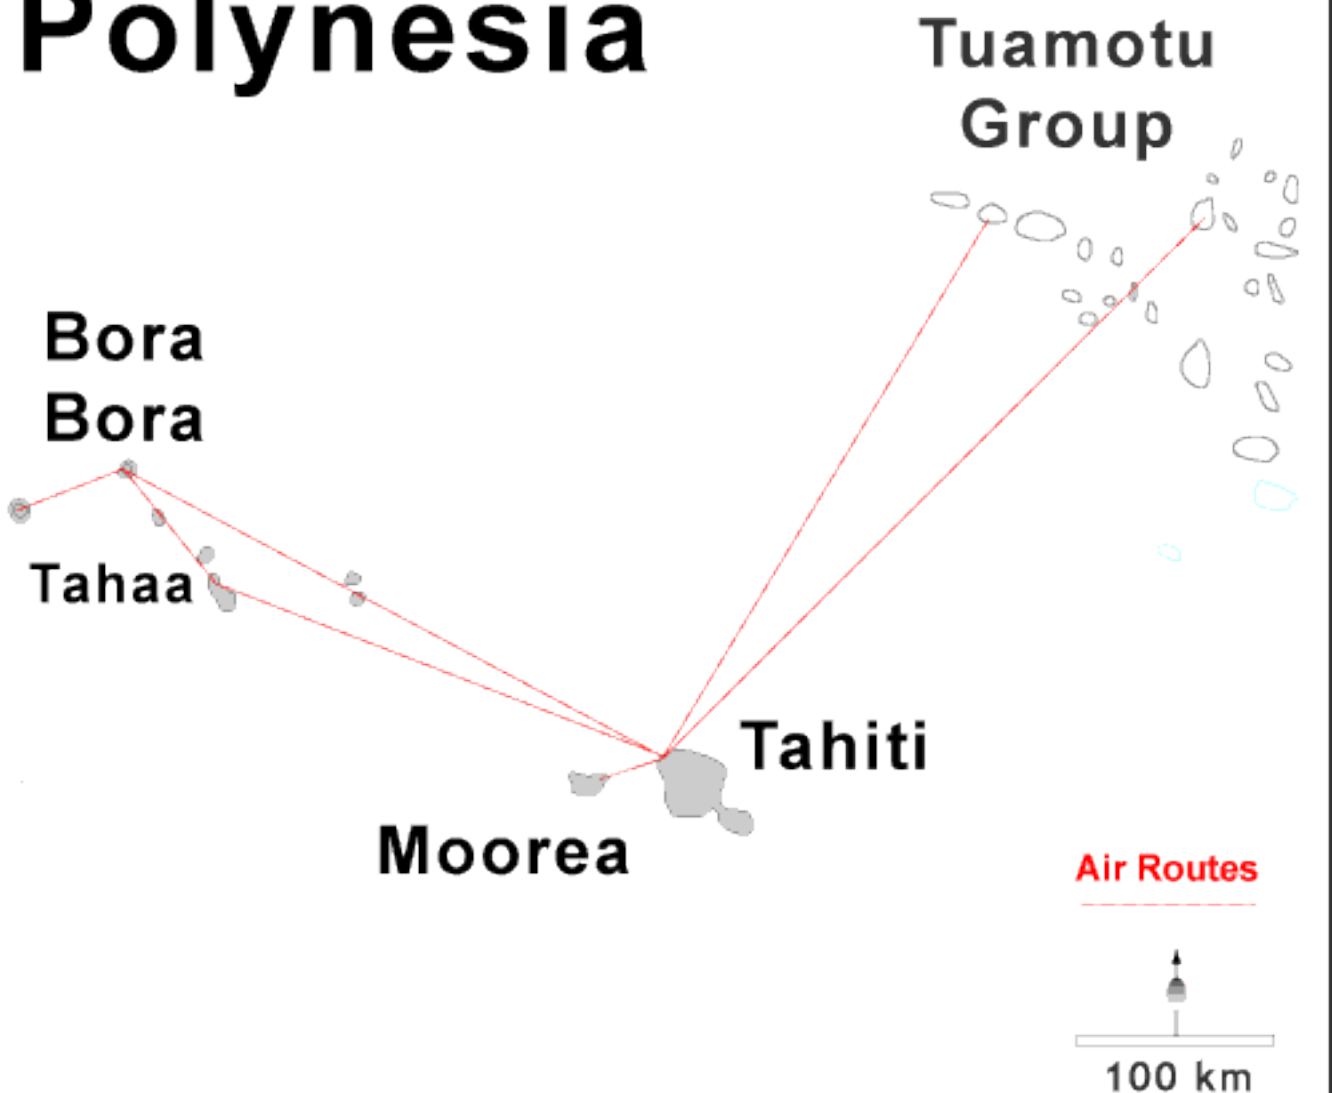 Polynesia
Tuamotu
Group
Bora
Bora
Tahaa
Tahiti
Moorea
Air Routes
100 km